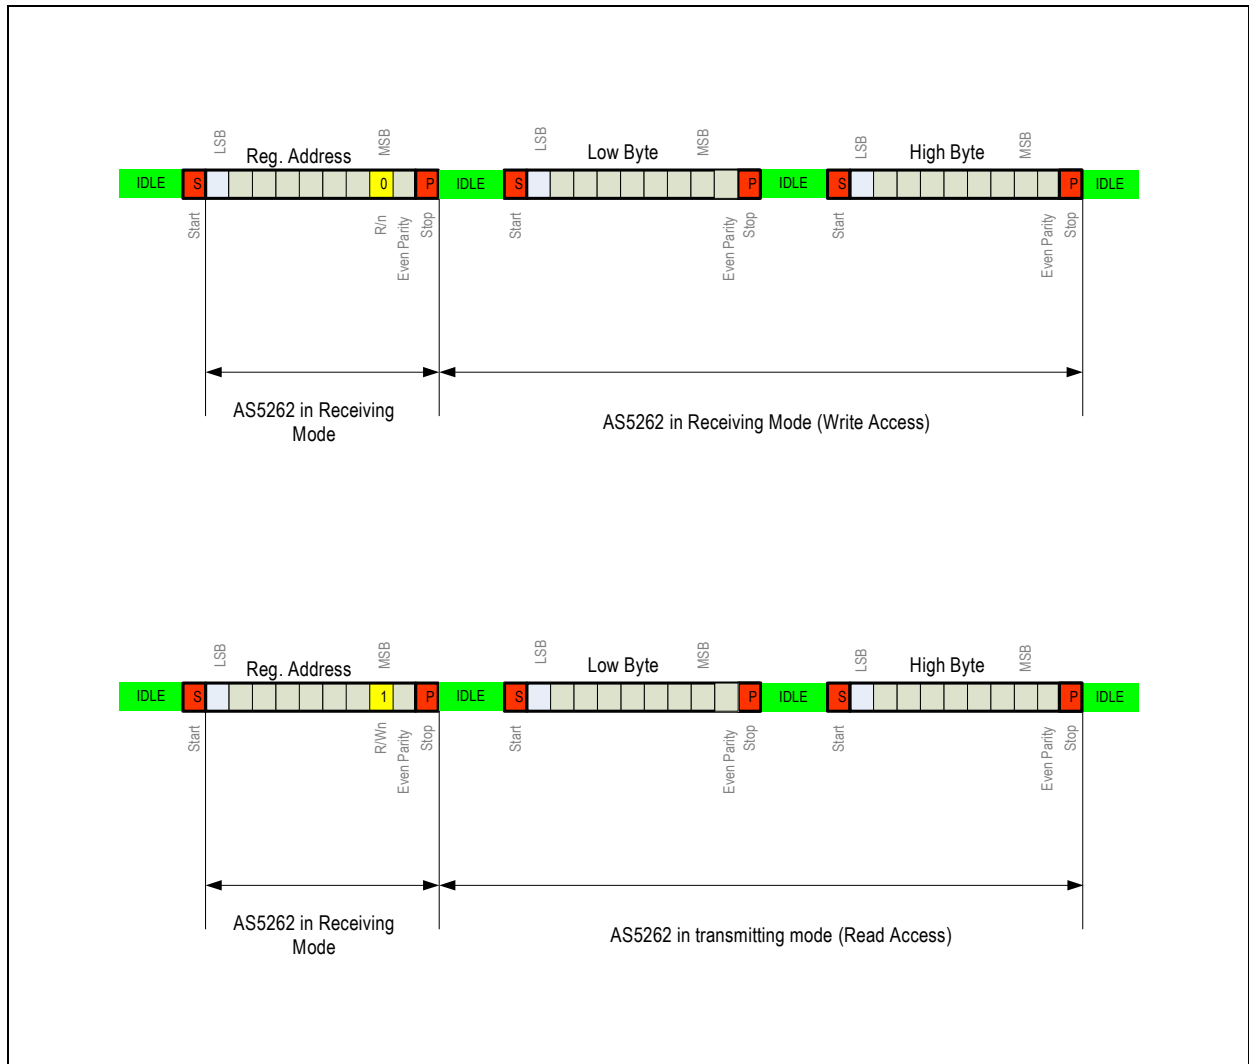 LSB
Reg. Address
MSB
LSB
Low Byte
MSB
LSB
High Byte
MSB
IDLE S 0 P IDLE S P IDLE S P IDLE
Start
R/n
Even Parity
Stop
Start
Even Parity
Stop
Start
Even Parity
Stop
AS5262 in Receiving
Mode
AS5262 in Receiving Mode (Write Access)
LSB
Reg. Address
MSB
LSB
Low Byte
MSB
LSB
High Byte
MSB
IDLE S 1 P IDLE S P IDLE S P IDLE
Start
R/Wn
Even Parity
Stop
Start
Even Parity
Stop
Start
Even Parity
Stop
AS5262 in Receiving
Mode
AS5262 in transmitting mode (Read Access)